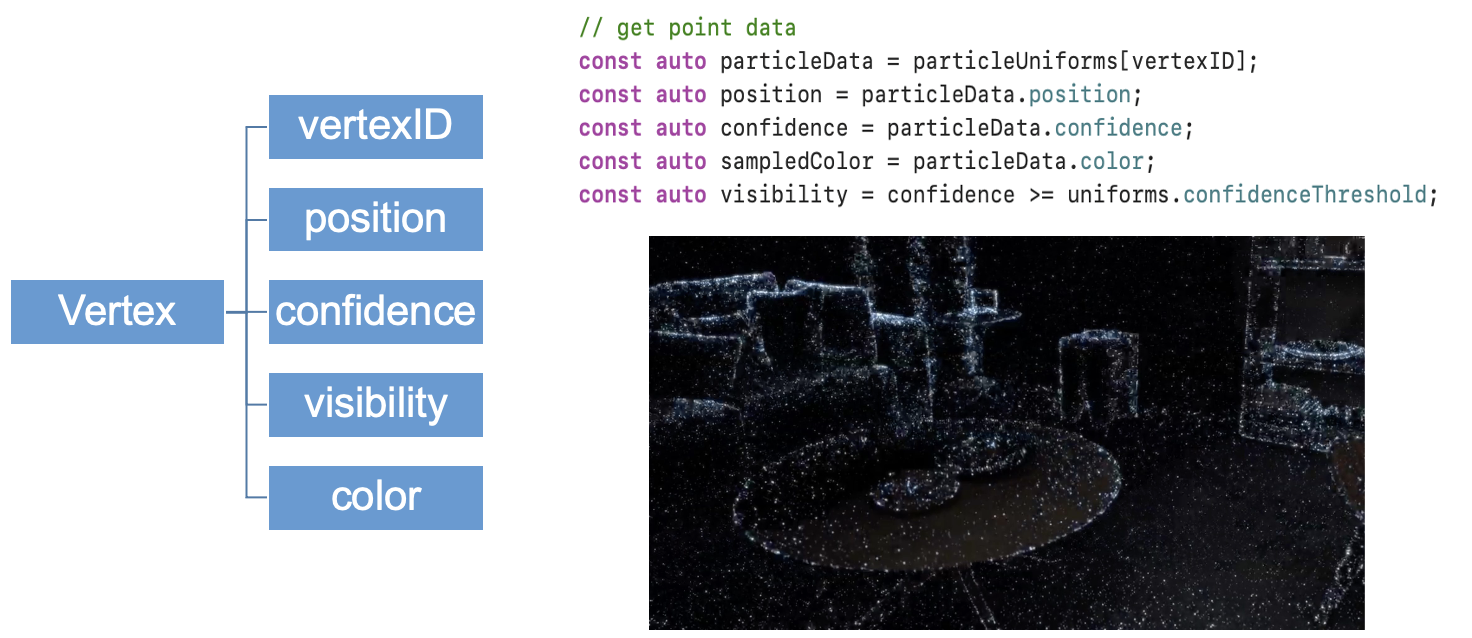 Vertex
vertexID
position
confidence
visibility
color
// get point data
const auto particleData = particleUniforms[vertexID];
const auto position = particleData.position;
const auto confidence = particleData.confidence;
const auto sampledColor = particleData.color;
const auto visibility = confidence >= uniforms.confidenceThreshold;